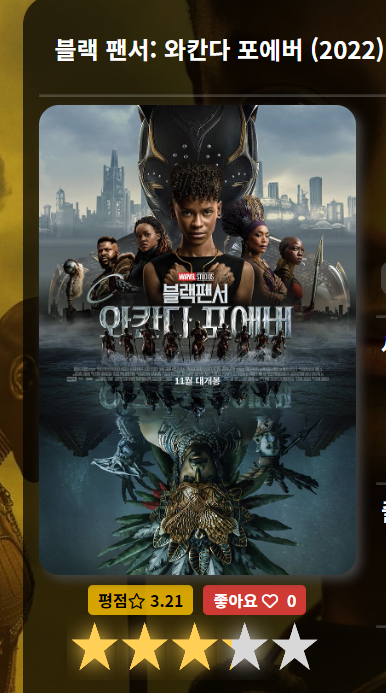 블랙 팬서: 와칸다 포에버 (2022)
MARVEL STUDIOS
블랙팬서
와칸다 포에버
11월 대개봉
평점 3.21
좋아요 0